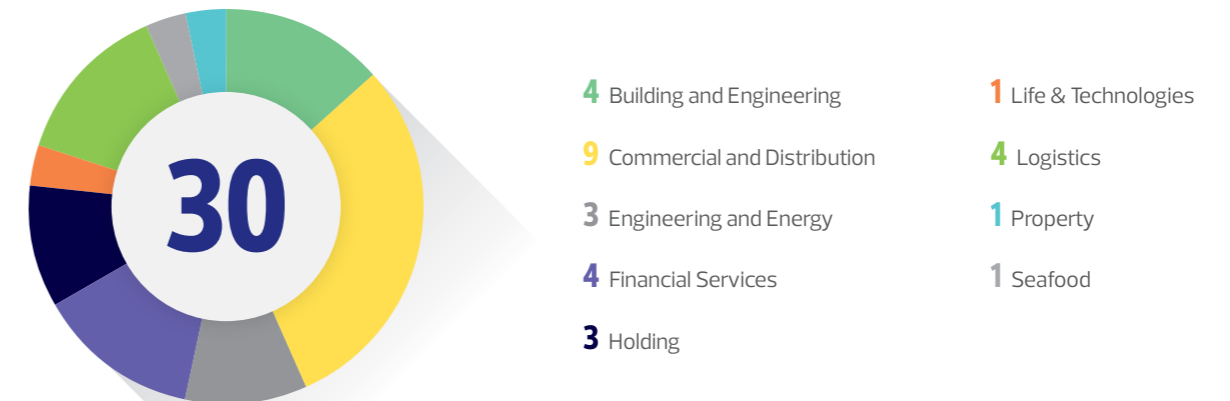 30
4 Building and Engineering
9 Commercial and Distribution
3 Engineering and Energy
4 Financial Services
3 Holding
1 Life & Technologies
4 Logistics
1 Property
1 Seafood